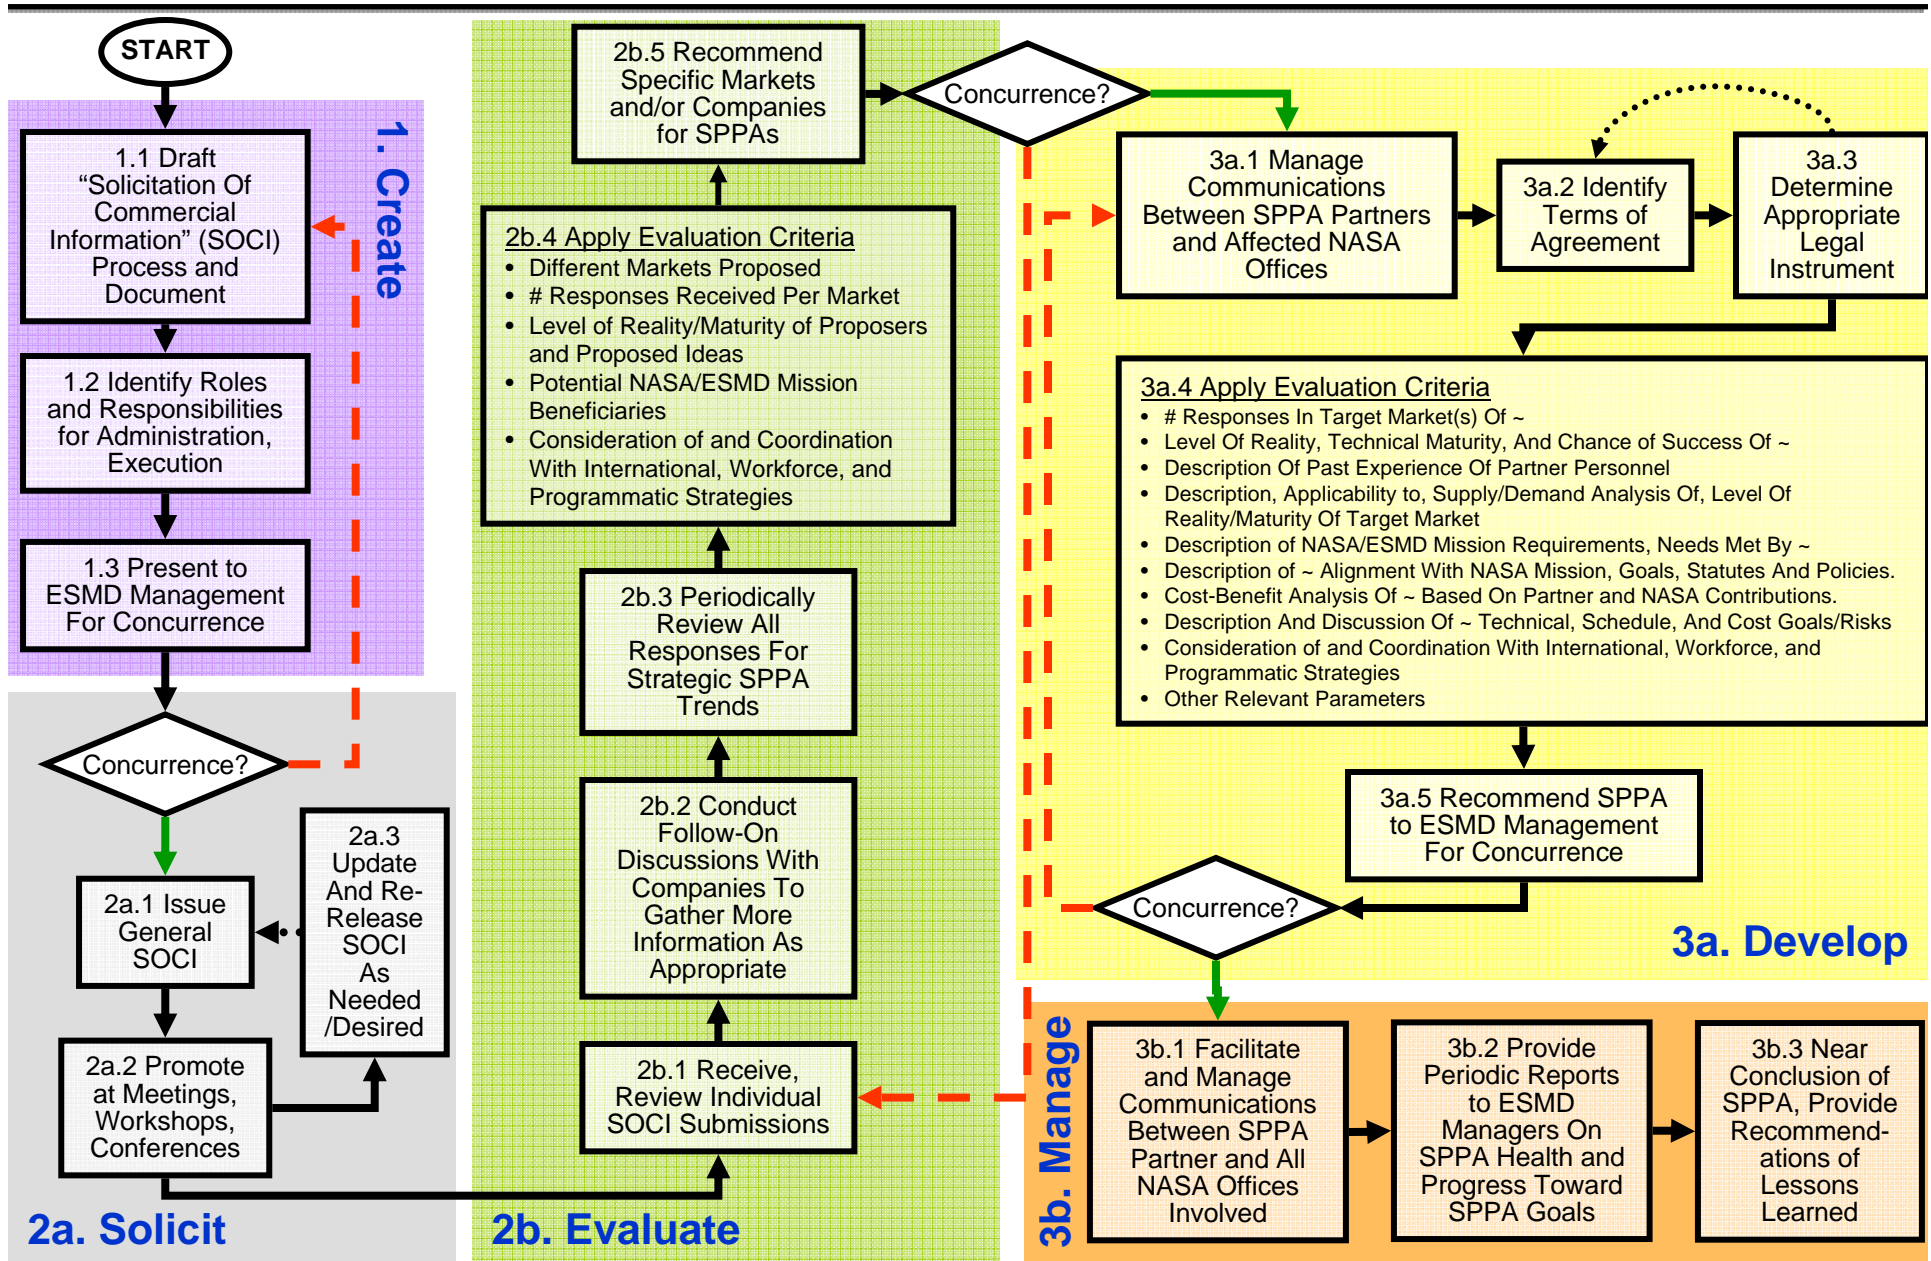 START
1. Create
1.1 Draft
“Solicitation Of
Commercial
Information” (SOCI)
Process and
Document
1.2 Identify Roles
and Responsibilities
for Administration,
Execution
1.3 Present to
ESMD Management
For Concurrence
Concurrence?
2a.1 Issue
General
SOCI
2a.2 Promote
at Meetings,
Workshops,
Conferences
2a.3
Update
And Re-
Release
SOCI
As
Needed
/Desired
2a. Solicit
2b.5 Recommend
Specific Markets
and/or Companies
for SPPAs
2b.4 Apply Evaluation Criteria
• Different Markets Proposed
• # Responses Received Per Market
• Level of Reality/Maturity of Proposers
and Proposed Ideas
• Potential NASA/ESMD Mission
Beneficiaries
• Consideration of and Coordination
With International, Workforce, and
Programmatic Strategies
2b.3 Periodically
Review All
Responses For
Strategic SPPA
Trends
2b.2 Conduct
Follow-On
Discussions With
Companies To
Gather More
Information As
Appropriate
2b.1 Receive,
Review Individual
SOCI Submissions
2b. Evaluate
Concurrence?
3a.1 Manage
Communications
Between SPPA Partners
and Affected NASA
Offices
3a.2 Identify
Terms of
Agreement
3a.3
Determine
Appropriate
Legal
Instrument
3a.4 Apply Evaluation Criteria
• # Responses In Target Market(s) Of ~
• Level Of Reality, Technical Maturity, And Chance of Success Of ~
• Description Of Past Experience Of Partner Personnel
• Description, Applicability to, Supply/Demand Analysis Of, Level Of
Reality/Maturity Of Target Market
• Description of NASA/ESMD Mission Requirements, Needs Met By ~
• Description of ~ Alignment With NASA Mission, Goals, Statutes And Policies.
• Cost-Benefit Analysis Of ~ Based On Partner and NASA Contributions.
• Description And Discussion Of ~ Technical, Schedule, And Cost Goals/Risks
• Consideration of and Coordination With International, Workforce, and
Programmatic Strategies
• Other Relevant Parameters
3a.5 Recommend SPPA
to ESMD Management
For Concurrence
Concurrence?
3a. Develop
3b. Manage
3b.1 Facilitate
and Manage
Communications
Between SPPA
Partner and All
NASA Offices
Involved
3b.2 Provide
Periodic Reports
to ESMD
Managers On
SPPA Health and
Progress Toward
SPPA Goals
3b.3 Near
Conclusion of
SPPA, Provide
Recommend-
ations of
Lessons
Learned